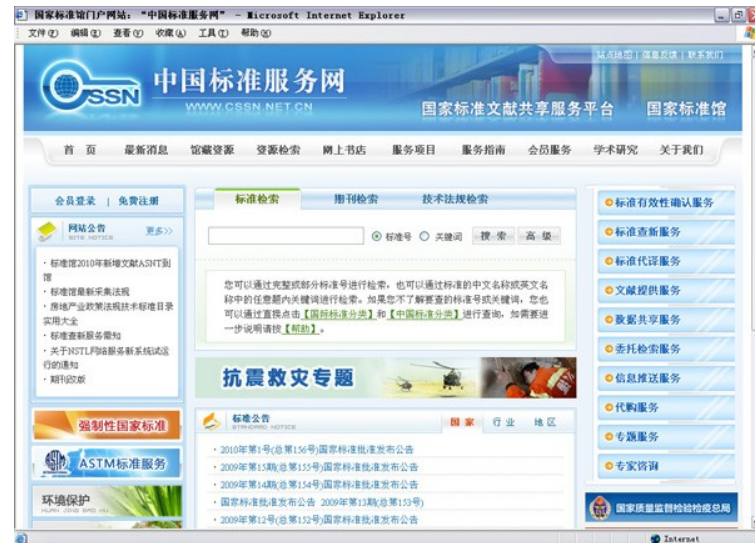 国家标准馆门户网站：“中国标准服务网” - Microsoft Internet Explorer
文件(F) 编辑(E) 查看(V) 收藏(A) 工具(T) 帮助(H)
站点地图 | 信息反馈 | 联系我们
CSSN 中国标准服务网
WWW.CSSN.NET.CN
国家标准文献共享服务平台 国家标准馆
首 页 最新消息 馆藏资源 资源检索 网上书店 服务项目 服务指南 会员服务 学术研究 关于我们
会员登录 | 免费注册
网站公告 更多>>
SITE NOTICE
· 标准馆2010年新增文献ASNT到
馆
· 标准馆最新采集法规
· 房地产业政策法规技术标准目录
实用大全
· 标准查新服务需知
· 关于NSTL网络服务新系统试运
行的通知
· 期刊改版
强制性国家标准
ASTM标准服务
环境保护
HUAN JING BAO HU
标准检索 期刊检索 技术法规检索
标准号 关键词 搜 索 高 级
您可以通过完整或部分标准号进行检索，也可以通过标准的中文名称或英文名
称中的任意题内关键词进行检索。如果您不了解要查的标准号或关键词，您也
可以通过直接点击【国际标准分类】和【中国标准分类】进行查询。如需要进
一步说明请按【帮助】。
抗震救灾专题
标准公告 国 家 行 业 地 区
STANDARD NOTICE
· 2010年第1号(总第156号)国家标准批准发布公告
· 2009年第15期(总第155号)国家标准批准发布公告
· 2009年第14期(总第154号)国家标准批准发布公告
· 国家标准批准发布公告 2009年第13期(总第153号)
· 2009年第12号(总第152号)国家标准批准发布公告
标准有效性确认服务
标准查新服务
标准代译服务
文献提供服务
数据共享服务
委托检索服务
信息推送服务
代购服务
专题服务
专家咨询
国家质量监督检验检疫总局
Internet